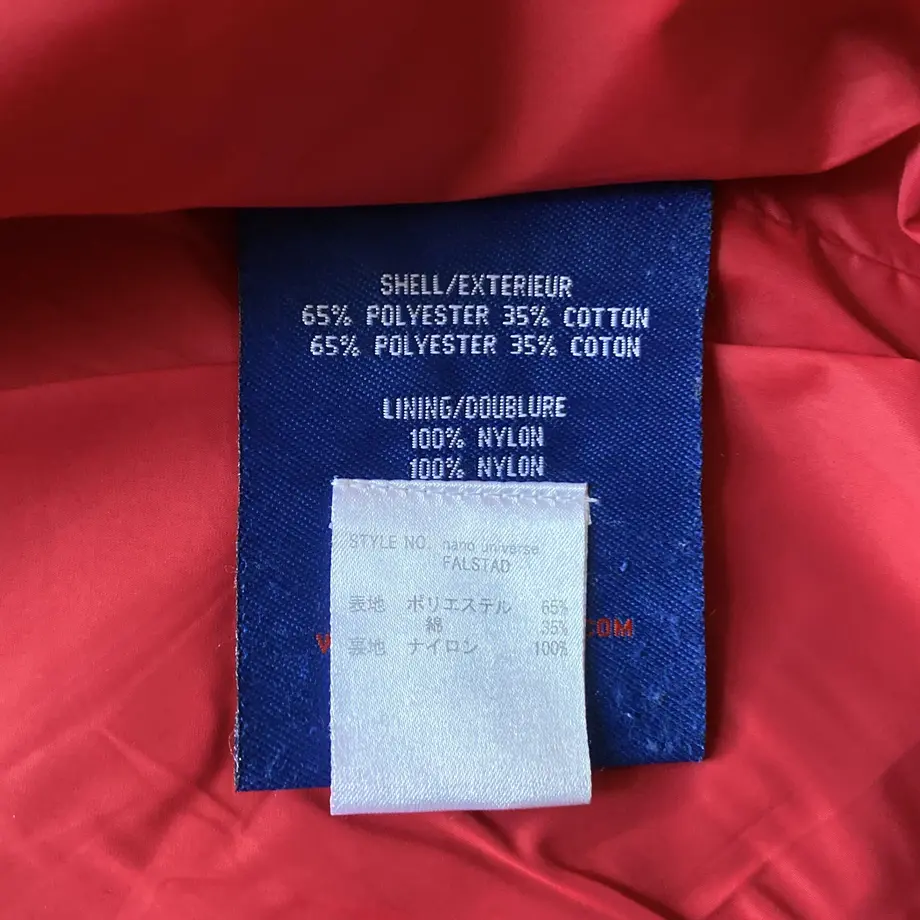 SHELL/EXTERIEUR
65% POLYESTER 35% COTTON
65% POLYESTER 35% COTON
LINING/DOUBLURE
100% NYLON
100% NYLON
STYLE NO. nano universe
FALSTAD
表地 ポリエステル 65%
綿 35%
裏地 ナイロン 100%